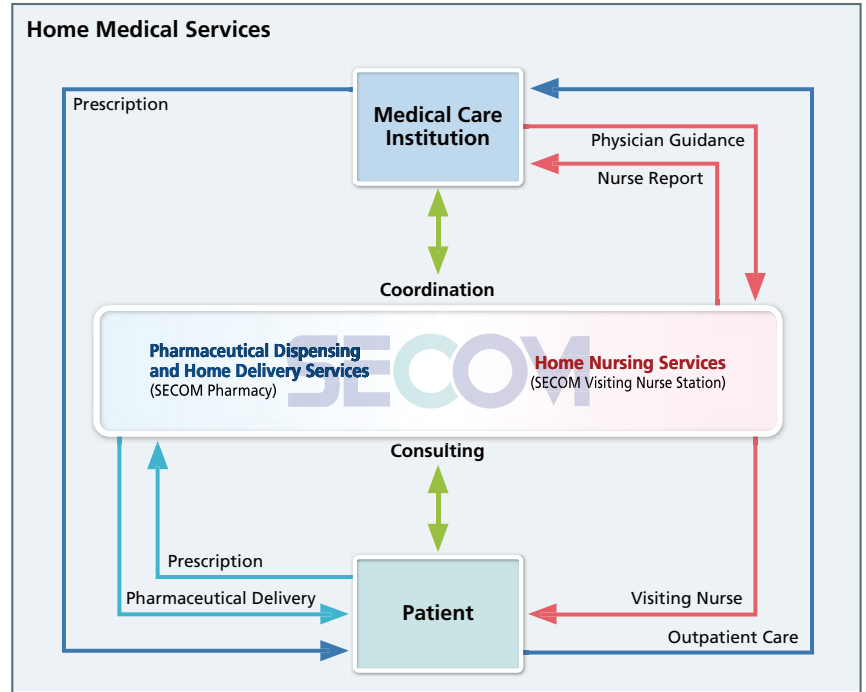 Home Medical Services
Prescription
Medical Care
Institution
Physician Guidance
Nurse Report
Coordination
SECOM
Pharmaceutical Dispensing
and Home Delivery Services
(SECOM Pharmacy)
Home Nursing Services
(SECOM Visiting Nurse Station)
Consulting
Prescription
Pharmaceutical Delivery
Patient
Visiting Nurse
Outpatient Care